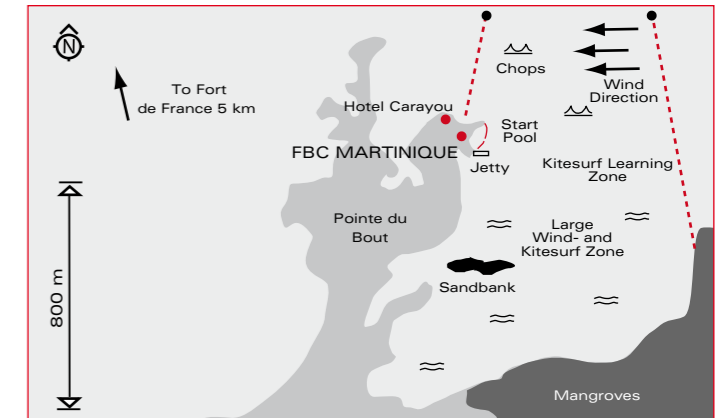 N
To Fort
de France 5 km
Chops
Wind
Direction
Hotel Carayou
Start
Pool
FBC MARTINIQUE
Jetty
Kitesurf Learning
Zone
Pointe du
Bout
Large
Wind- and
Kitesurf Zone
Sandbank
800 m
Mangroves